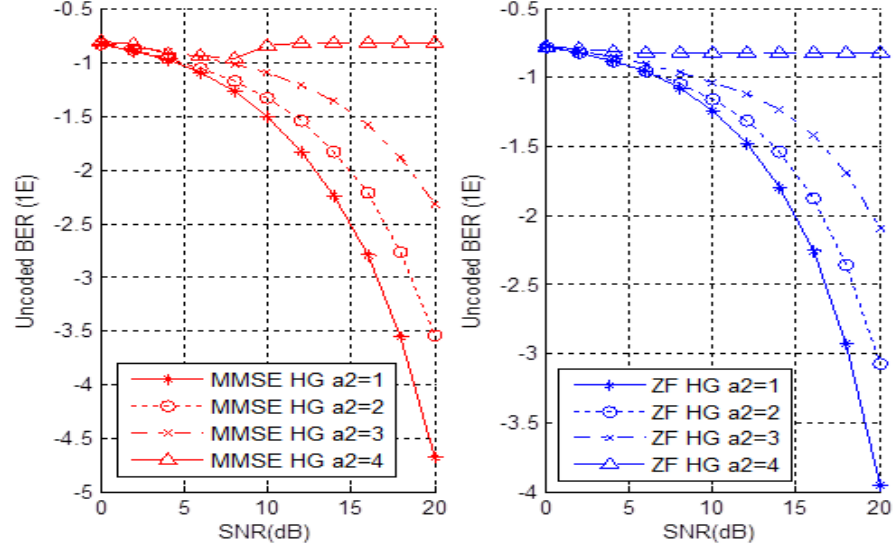 -0.5
-1
-1.5
-2
-2.5
-3
-3.5
-4
-4.5
-5
Uncoded BER (1E)
0
5
10
15
20
SNR(dB)
MMSE HG a2=1
MMSE HG a2=2
MMSE HG a2=3
MMSE HG a2=4
-0.5
-1
-1.5
-2
-2.5
-3
-3.5
-4
Uncoded BER (1E)
0
5
10
15
20
SNR(dB)
ZF HG a2=1
ZF HG a2=2
ZF HG a2=3
ZF HG a2=4